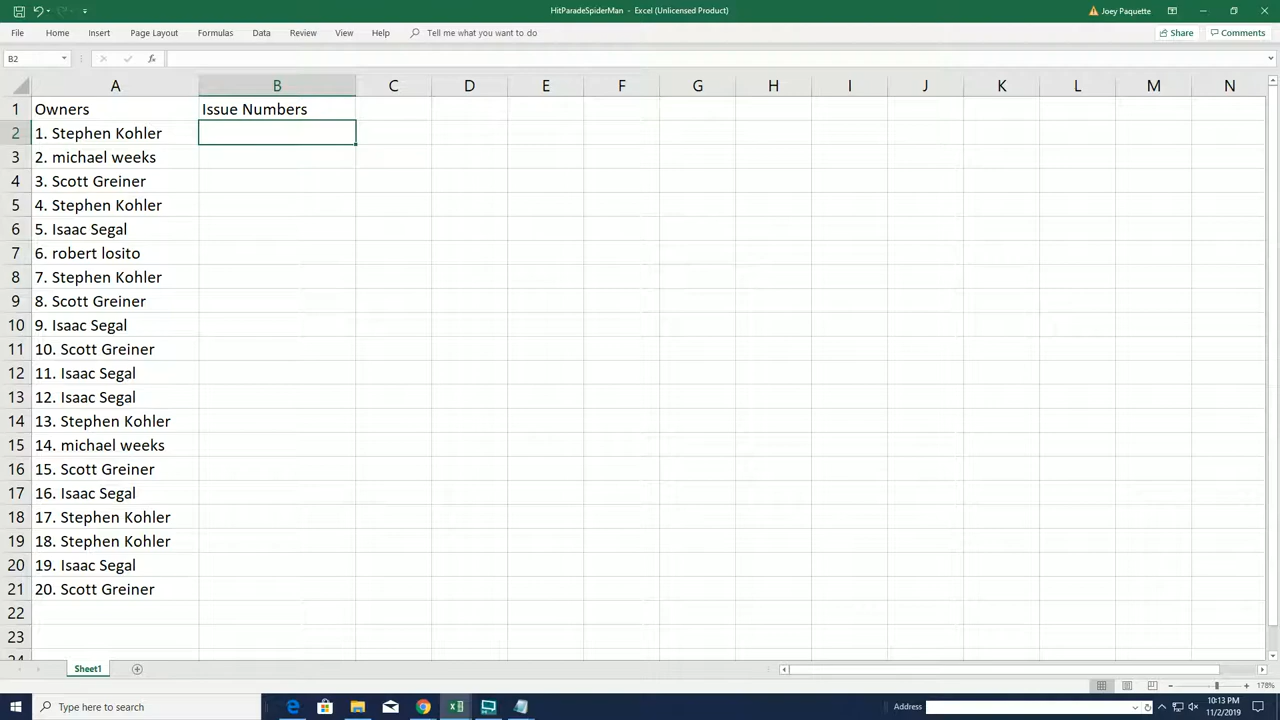 HitParadeSpiderMan - Excel (Unlicensed Product)
Joey Paquette
File Home Insert Page Layout Formulas Data Review View Help Tell me what you want to do
Share Comments
B2
A B C D E F G H I J K L M N
1 Owners Issue Numbers
2 1. Stephen Kohler
3 2. michael weeks
4 3. Scott Greiner
5 4. Stephen Kohler
6 5. Isaac Segal
7 6. robert losito
8 7. Stephen Kohler
9 8. Scott Greiner
10 9. Isaac Segal
11 10. Scott Greiner
12 11. Isaac Segal
13 12. Isaac Segal
14 13. Stephen Kohler
15 14. michael weeks
16 15. Scott Greiner
17 16. Isaac Segal
18 17. Stephen Kohler
19 18. Stephen Kohler
20 19. Isaac Segal
21 20. Scott Greiner
22
23
24
Sheet1
178%
Type here to search
Address
10:13 PM
11/2/2019